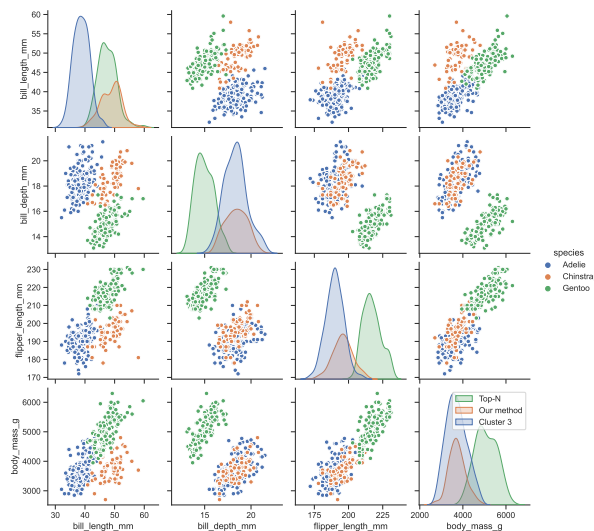 60
55
50
45
40
35
bill_length_mm
20
18
16
14
bill_depth_mm
species
Adelie
Chinstra
Gentoo
230
220
210
200
190
180
170
flipper_length_mm
Top-N
Our method
Cluster 3
6000
5000
4000
3000
body_mass_g
30 40 50 60
15 20
175 200 225
2000 4000 6000
bill_length_mm bill_depth_mm flipper_length_mm body_mass_g